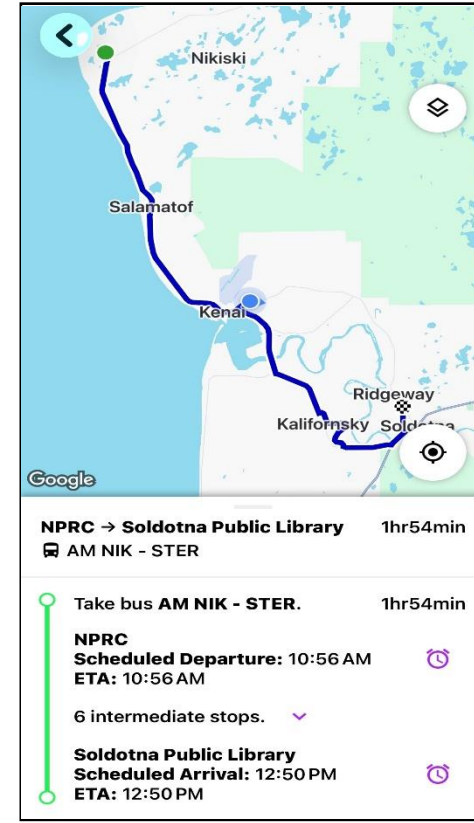 Nikiski
Salamatof
Kenai
Ridgeway
Kalifornsky
Google
NPRC → Soldotna Public Library 1hr54min
AM NIK - STER
Take bus AM NIK - STER. 1hr54min
NPRC
Scheduled Departure: 10:56 AM
ETA: 10:56 AM
6 intermediate stops.
Soldotna Public Library
Scheduled Arrival: 12:50 PM
ETA: 12:50 PM